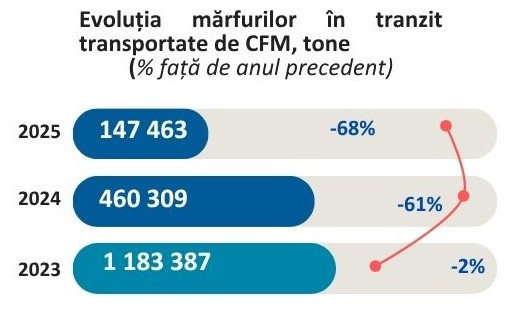 Evoluția mărfurilor în tranzit
transportate de CFM, tone
(% față de anul precedent)
2025 147 463 -68%
2024 460 309 -61%
2023 1 183 387 -2%